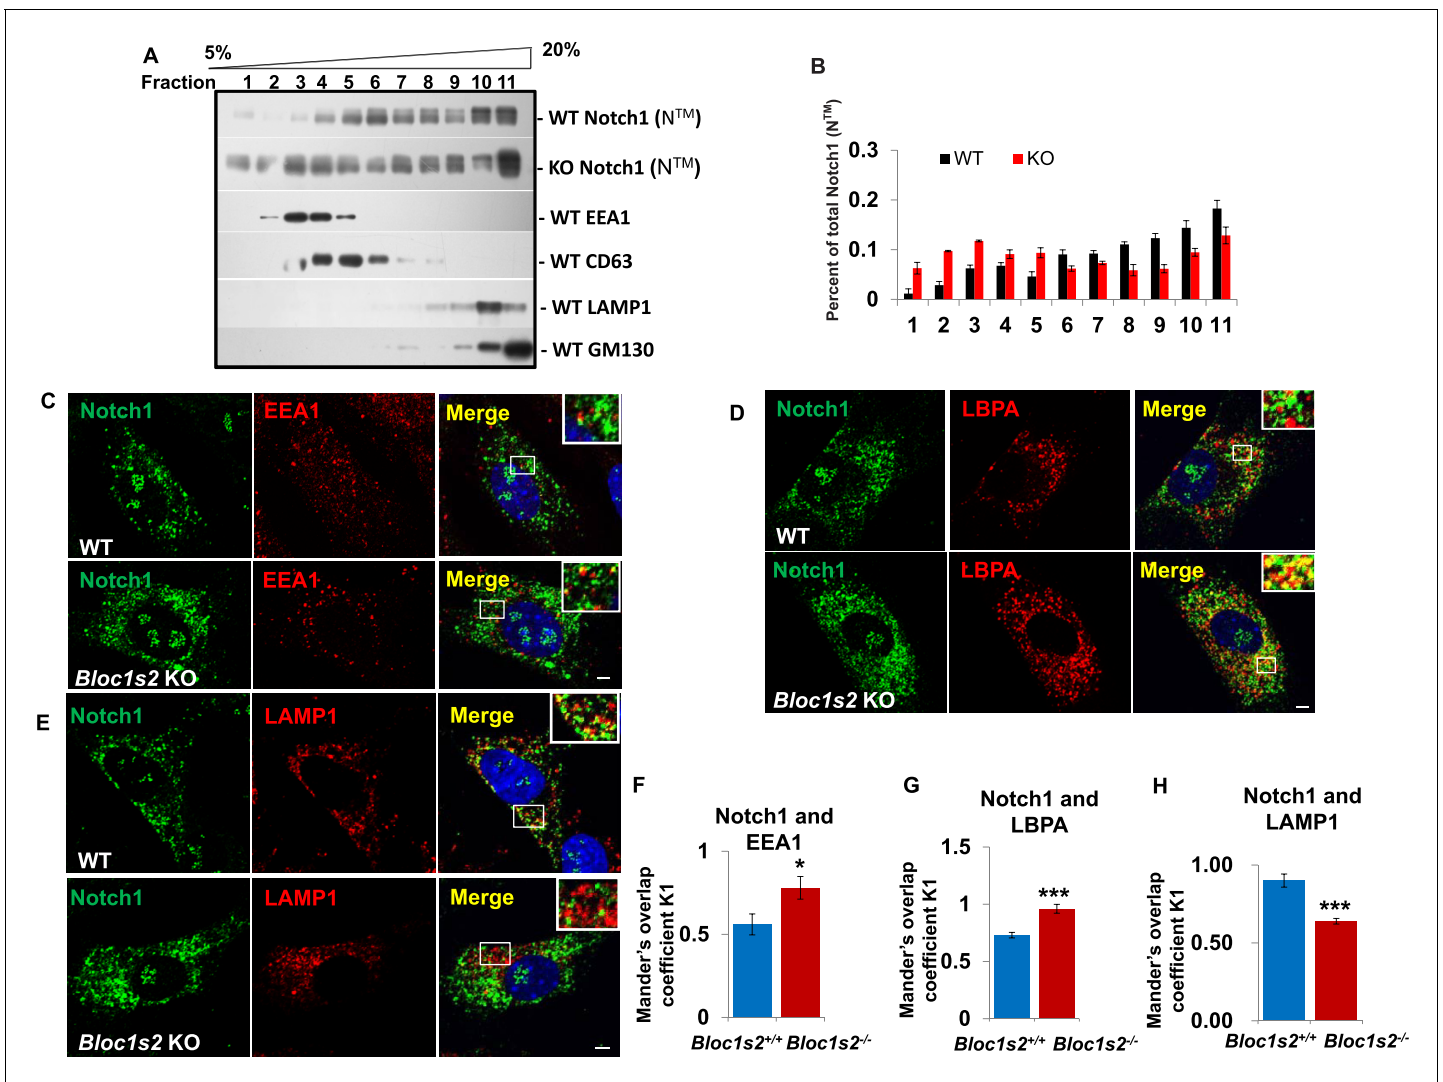 A
5%
20%
Fraction 1 2 3 4 5 6 7 8 9 10 11
- WT Notch1 (N™)
- KO Notch1 (N™)
- WT EEA1
- WT CD63
- WT LAMP1
- WT GM130
B
Percent of total Notch1 (N™)
WT KO
0.3
0.2
0.1
0
1 2 3 4 5 6 7 8 9 10 11
C
Notch1 EEA1 Merge
WT
Notch1 EEA1 Merge
Bloc1s2 KO
D
Notch1 LBPA Merge
WT
Notch1 LBPA Merge
Bloc1s2 KO
E
Notch1 LAMP1 Merge
WT
Notch1 LAMP1 Merge
Bloc1s2 KO
F
Notch1 and
EEA1
Mander's overlap
coefficient K1
1
0.5
0
*
Bloc1s2+/+ Bloc1s2-/-
G
Notch1 and
LBPA
Mander's overlap
coefficient K1
1.5
1
0.5
0
***
Bloc1s2+/+ Bloc1s2-/-
H
Notch1 and
LAMP1
Mander's overlap
coefficient K1
1.00
0.50
0.00
***
Bloc1s2+/+ Bloc1s2-/-